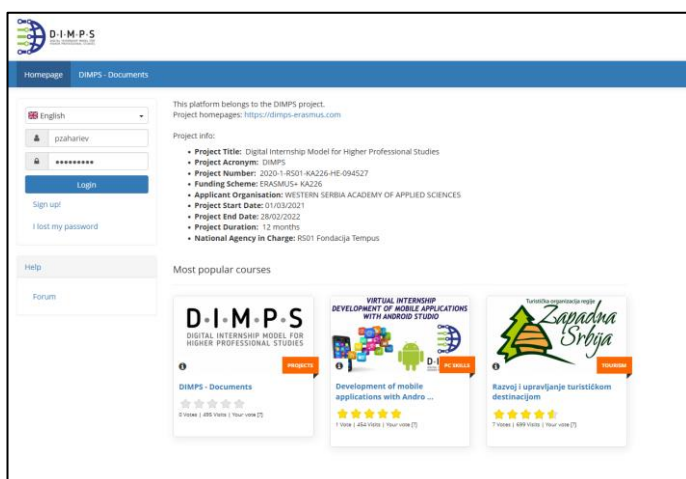 D·I·M·P·S
DIGITAL INTERNSHIP MODEL FOR
HIGHER PROFESSIONAL STUDIES
Homepage DIMPS - Documents
English
pzahariev
•••••••••
Login
Sign up!
I lost my password
Help
Forum
This platform belongs to the DIMPS project.
Project homepages: https://dimps-erasmus.com
Project info:
• Project Title: Digital Internship Model for Higher Professional Studies
• Project Acronym: DIMPS
• Project Number: 2020-1-RS01-KA226-HE-094527
• Funding Scheme: ERASMUS+ KA226
• Applicant Organisation: WESTERN SERBIA ACADEMY OF APPLIED SCIENCES
• Project Start Date: 01/03/2021
• Project End Date: 28/02/2022
• Project Duration: 12 months
• National Agency in Charge: RS01 Fondacija Tempus
Most popular courses
D·I·M·P·S
DIGITAL INTERNSHIP MODEL FOR
HIGHER PROFESSIONAL STUDIES
PROJECTS
DIMPS - Documents
0 Votes | 495 Visits | Your vote [?]
VIRTUAL INTERNSHIP
DEVELOPMENT OF MOBILE APPLICATIONS
WITH ANDROID STUDIO
PC SKILLS
Development of mobile
applications with Andro ...
1 Vote | 454 Visits | Your vote [?]
Turistička organizacija regije
Zapadna
Srbija
TOURISM
Razvoj i upravljanje turističkom
destinacijom
7 Votes | 699 Visits | Your vote [?]